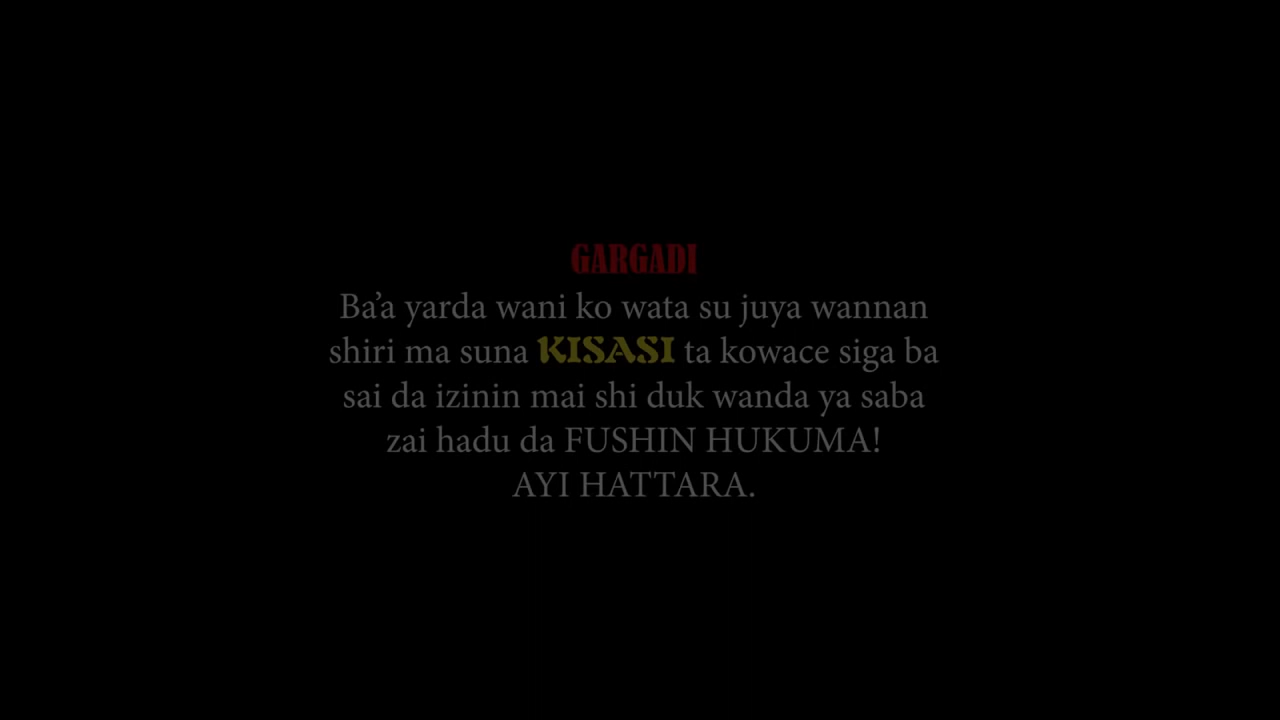 GARGADI
Ba’a yarda wani ko wata su juya wannan
shiri ma suna KISASI ta kowace siga ba
sai da izinin mai shi duk wanda ya saba
zai hadu da FUSHIN HUKUMA!
AYI HATTARA.